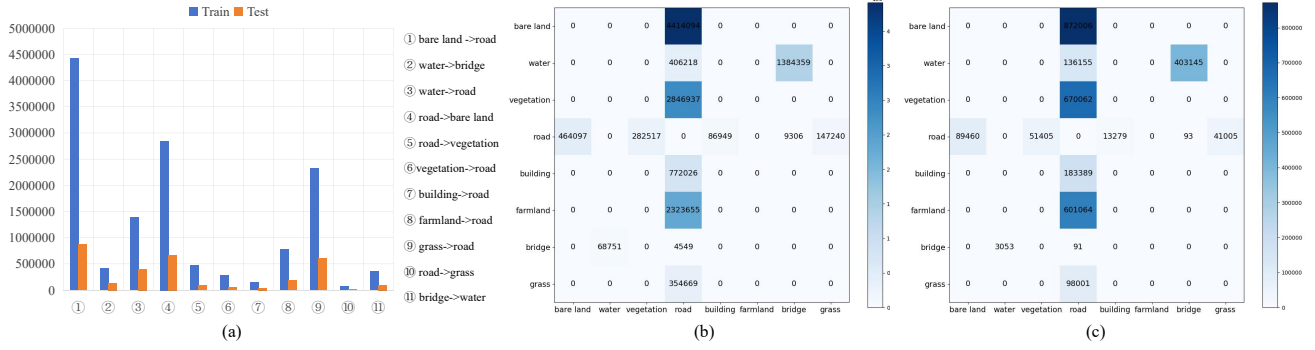 Train Test
5000000
4500000
4000000
3500000
3000000
2500000
2000000
1500000
1000000
500000
0
① ② ③ ④ ⑤ ⑥ ⑦ ⑧ ⑨ ⑩ ⑪
① bare land ->road
② water->bridge
③ water->road
④ road->bare land
⑤ road->vegetation
⑥vegetation->road
⑦ building->road
⑧ farmland->road
⑨ grass->road
⑩ road->grass
⑪ bridge->water
(a)
bare land 0 0 0 4414094 0 0 0 0
water 0 0 0 406218 0 0 1384359 0
vegetation 0 0 0 2846937 0 0 0 0
road 464097 0 282517 0 86949 0 9306 147240
building 0 0 0 772026 0 0 0 0
farmland 0 0 0 2323655 0 0 0 0
bridge 0 68751 0 4549 0 0 0 0
grass 0 0 0 354669 0 0 0 0
bare land water vegetation road building farmland bridge grass
4
3
2
1
0
(b)
bare land 0 0 0 872006 0 0 0 0
water 0 0 0 136155 0 0 403145 0
vegetation 0 0 0 670062 0 0 0 0
road 89460 0 51405 0 13279 0 93 41005
building 0 0 0 183389 0 0 0 0
farmland 0 0 0 601064 0 0 0 0
bridge 0 3053 0 91 0 0 0 0
grass 0 0 0 98001 0 0 0 0
bare land water vegetation road building farmland bridge grass
800000
700000
600000
500000
400000
300000
200000
100000
0
(c)